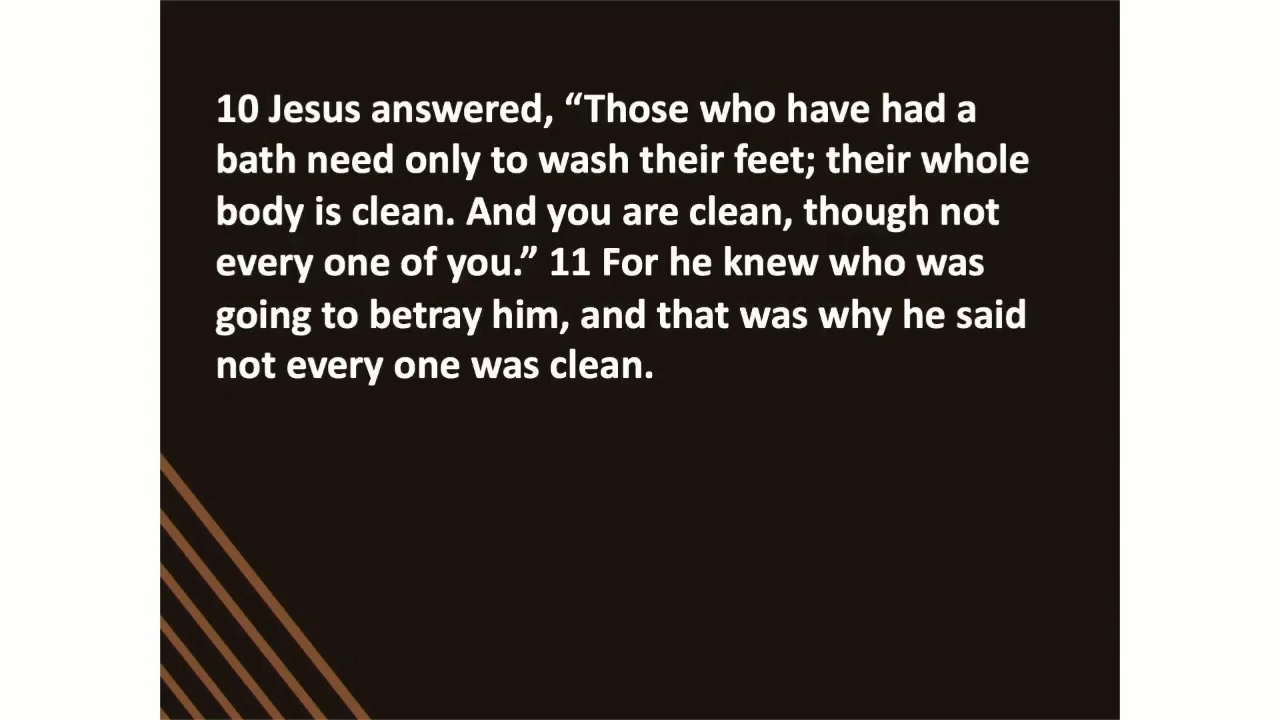 10 Jesus answered, “Those who have had a
bath need only to wash their feet; their whole
body is clean. And you are clean, though not
every one of you.” 11 For he knew who was
going to betray him, and that was why he said
not every one was clean.